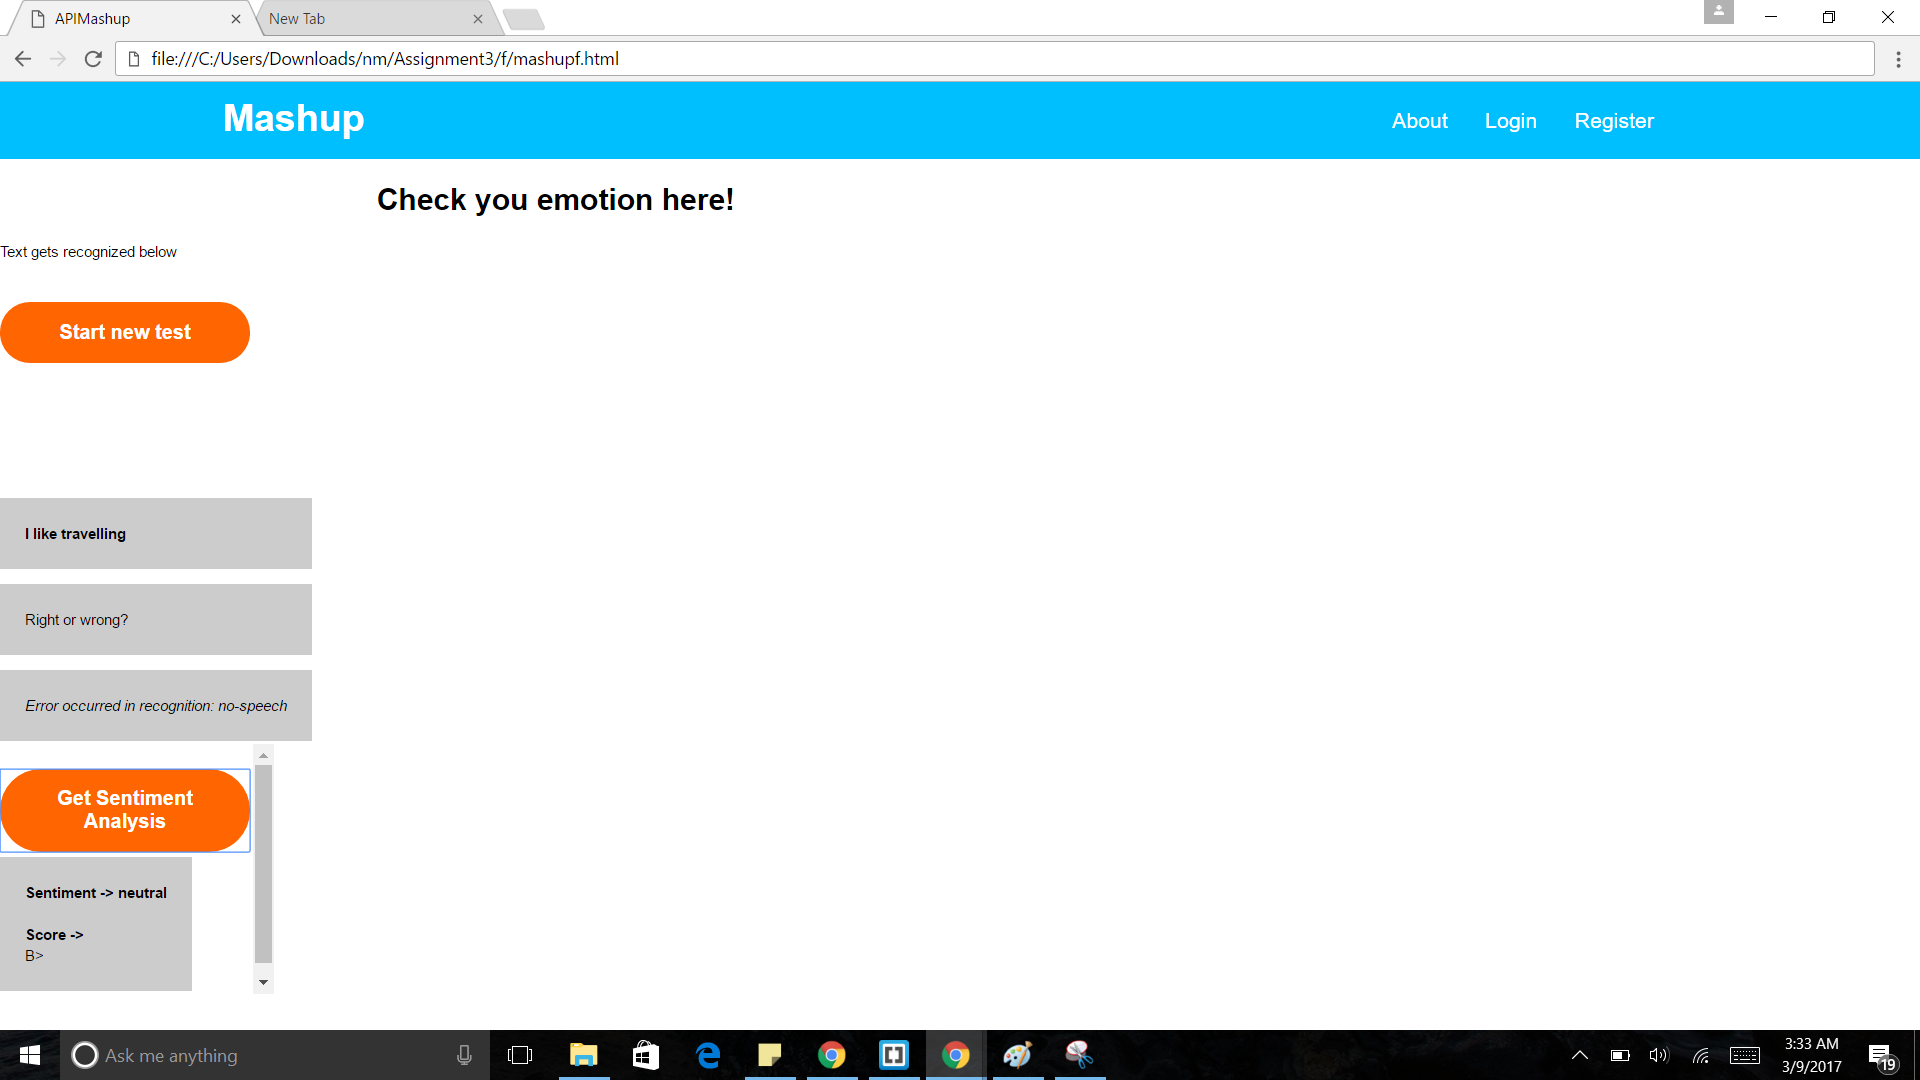 APIMashup
New Tab
file:///C:/Users/Downloads/nm/Assignment3/f/mashupf.html
Mashup
About Login Register
Check you emotion here!
Text gets recognized below
Start new test
I like travelling
Right or wrong?
Error occurred in recognition: no-speech
Get Sentiment
Analysis
Sentiment -> neutral
Score ->
B>
Ask me anything
3:33 AM
3/9/2017
19